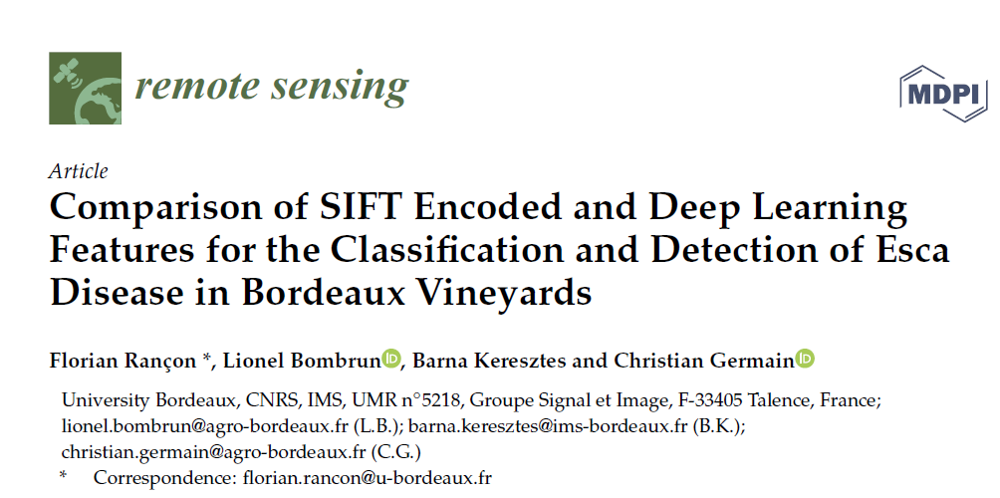 remote sensing
MDPI
Article
Comparison of SIFT Encoded and Deep Learning
Features for the Classification and Detection of Esca
Disease in Bordeaux Vineyards
Florian Rançon *, Lionel Bombrun iD, Barna Keresztes and Christian Germain iD
University Bordeaux, CNRS, IMS, UMR n°5218, Groupe Signal et Image, F-33405 Talence, France;
lionel.bombrun@agro-bordeaux.fr (L.B.); barna.keresztes@ims-bordeaux.fr (B.K.);
christian.germain@agro-bordeaux.fr (C.G.)
* Correspondence: florian.rancon@u-bordeaux.fr